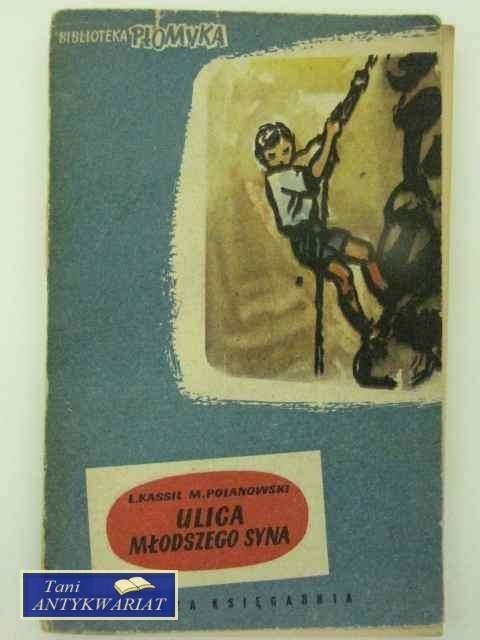 BIBLIOTEKA PŁOMYKA
L.KASSIL M.POLANOWSKI
ULICA
MŁODSZEGO SYNA
Tani
ANTYKWARIAT
KSIĘGARNIA